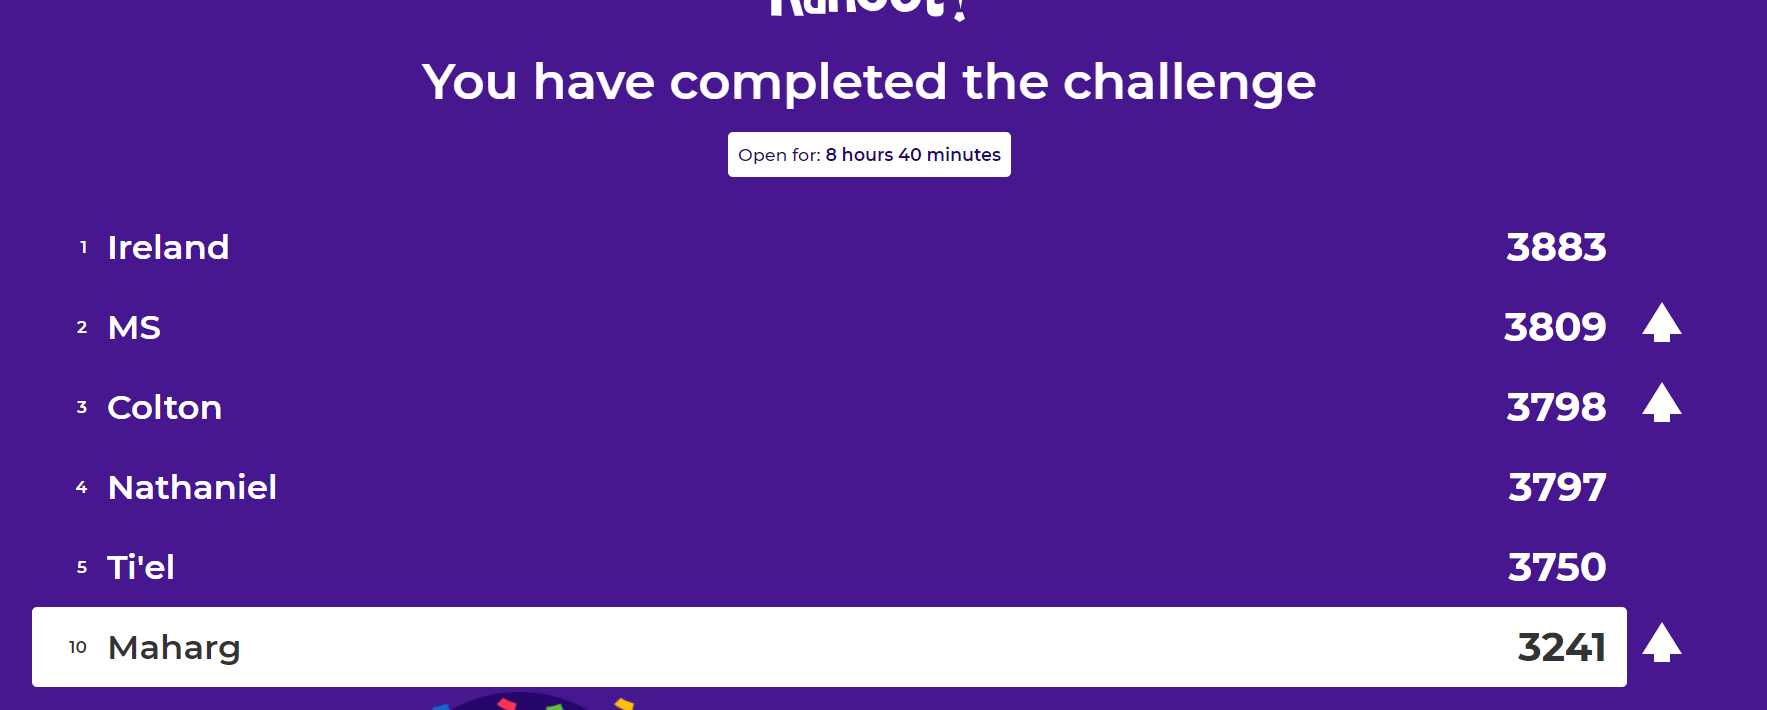 Kahoot!
You have completed the challenge
Open for: 8 hours 40 minutes
1 Ireland 3883
2 MS 3809
3 Colton 3798
4 Nathaniel 3797
5 Ti'el 3750
10 Maharg 3241